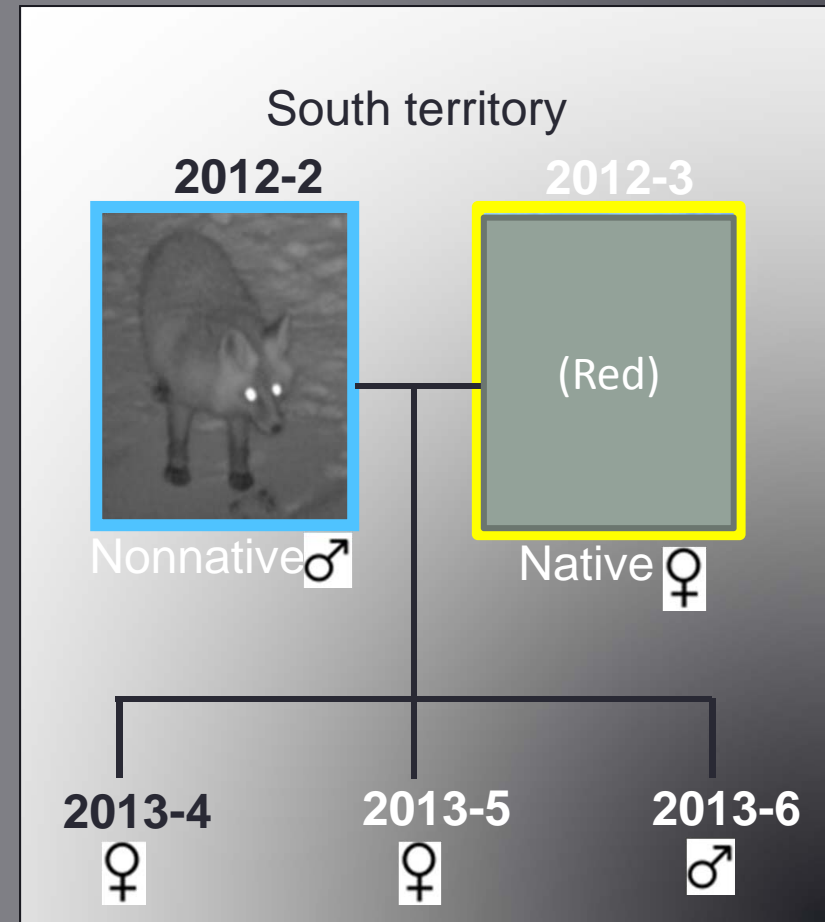 South territory
2012-2 2012-3
(Red)
Nonnative ♂ Native ♀
2013-4 2013-5 2013-6
♀ ♀ ♂